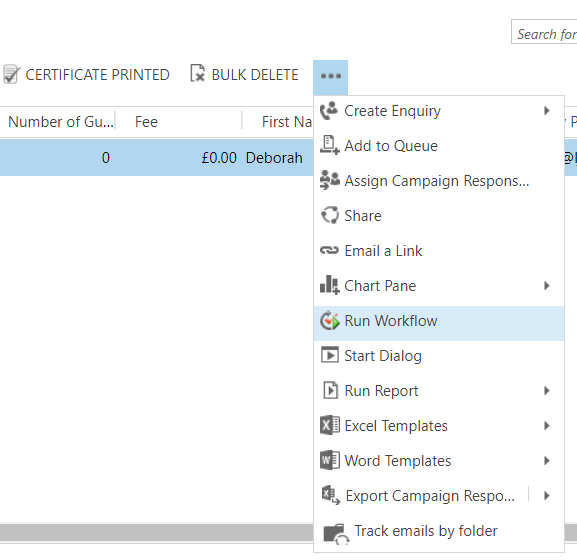 Search for
CERTIFICATE PRINTED BULK DELETE
Number of Gu... Fee First Na
0 £0.00 Deborah
Create Enquiry
Add to Queue
Assign Campaign Respons...
Share
Email a Link
Chart Pane
Run Workflow
Start Dialog
Run Report
Excel Templates
Word Templates
Export Campaign Respo...
Track emails by folder